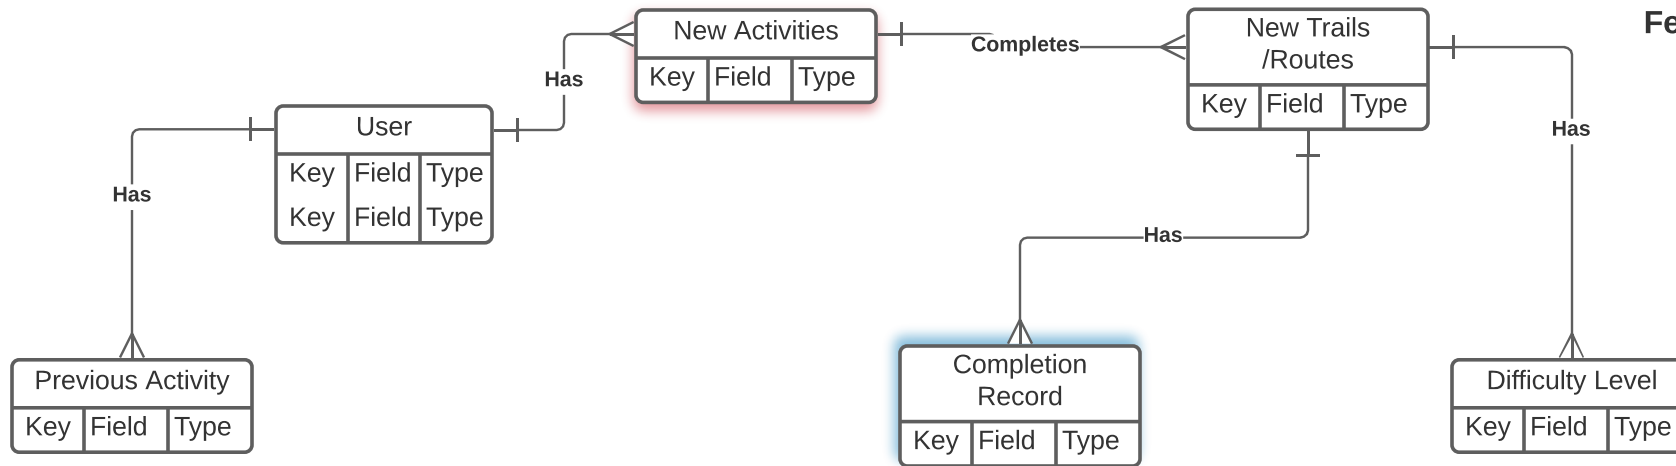 New Activities
Key Field Type
Completes
New Trails
/Routes
Key Field Type
Fe
Has
User
Key Field Type
Key Field Type
Has
Has
Has
Previous Activity
Key Field Type
Completion
Record
Key Field Type
Difficulty Level
Key Field Type